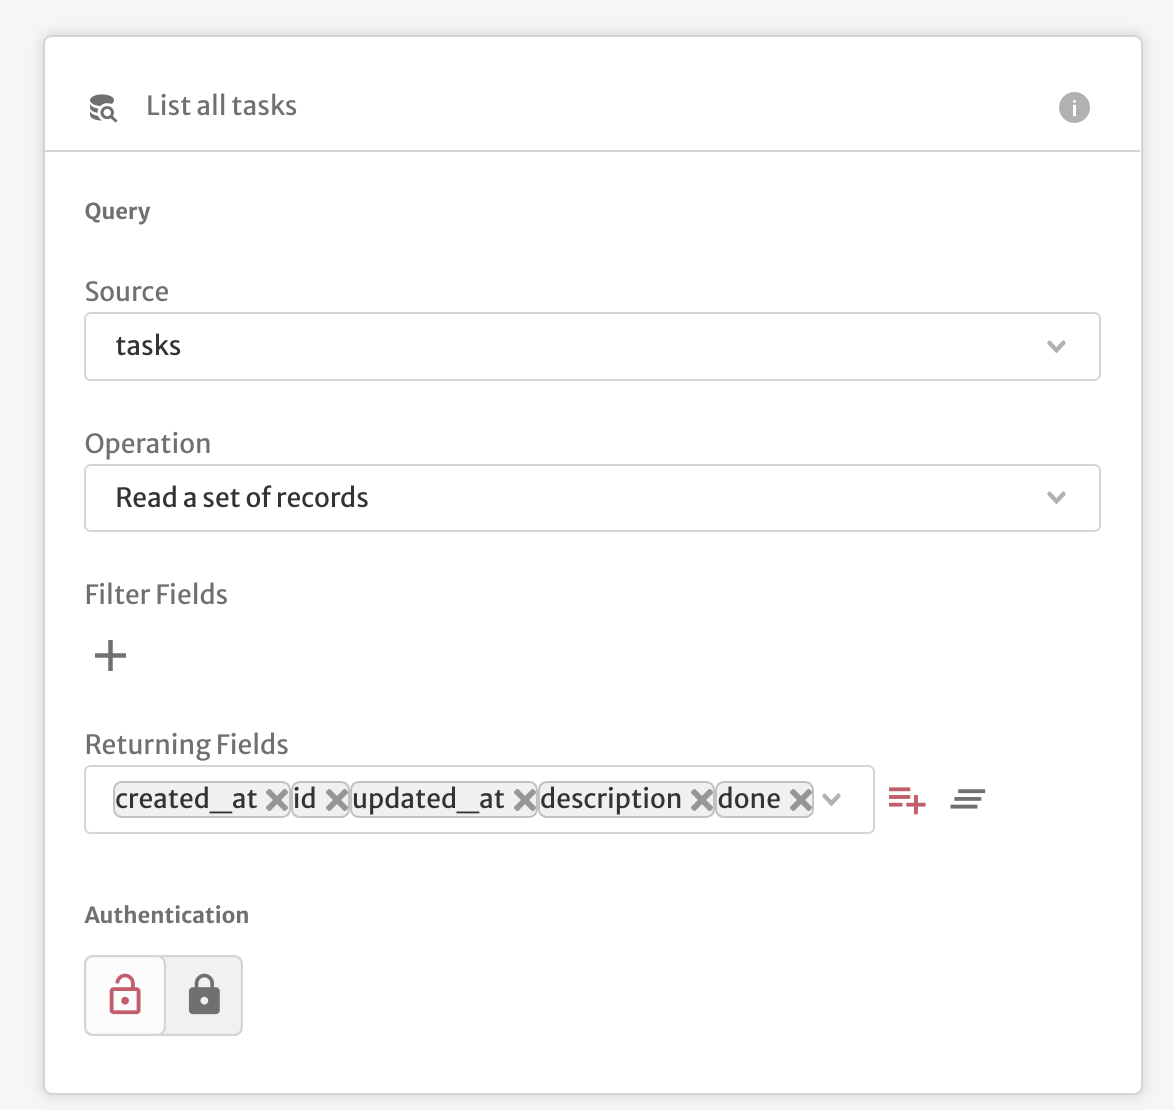 List all tasks
Query
Source
tasks
Operation
Read a set of records
Filter Fields
Returning Fields
created_at id updated_at description done
Authentication